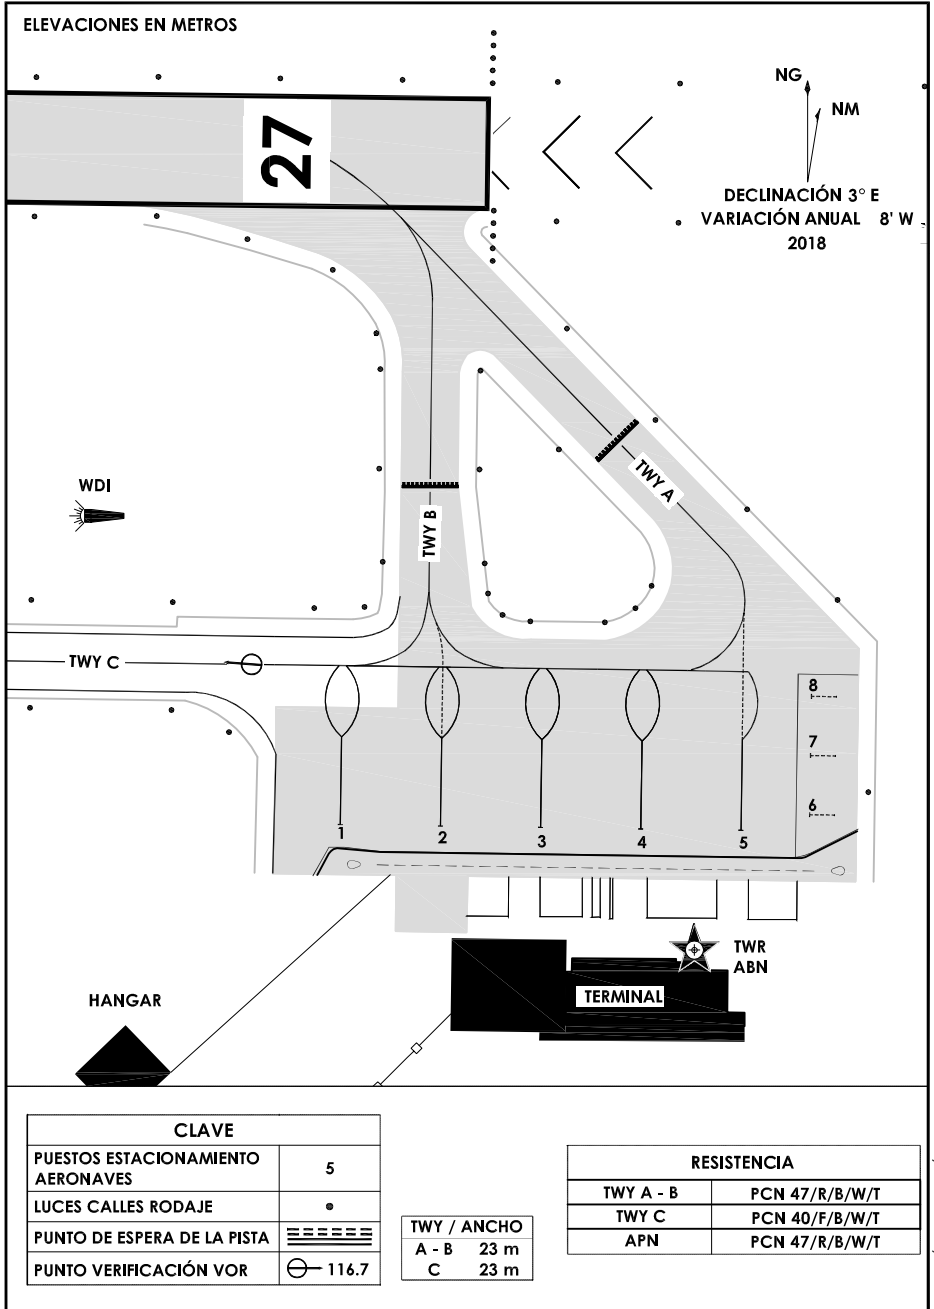 ELEVACIONES EN METROS
NG
NM
27
DECLINACIÓN 3° E
VARIACIÓN ANUAL 8' W
2018
TWY A
WDI
TWY B
TWY C
8
7
6
1
2
3
4
5
TWR
ABN
HANGAR
TERMINAL
CLAVE
PUESTOS ESTACIONAMIENTO
AERONAVES
5
LUCES CALLES RODAJE
PUNTO DE ESPERA DE LA PISTA
PUNTO VERIFICACIÓN VOR
116.7
TWY / ANCHO
A - B 23 m
C 23 m
RESISTENCIA
TWY A - B PCN 47/R/B/W/T
TWY C PCN 40/F/B/W/T
APN PCN 47/R/B/W/T